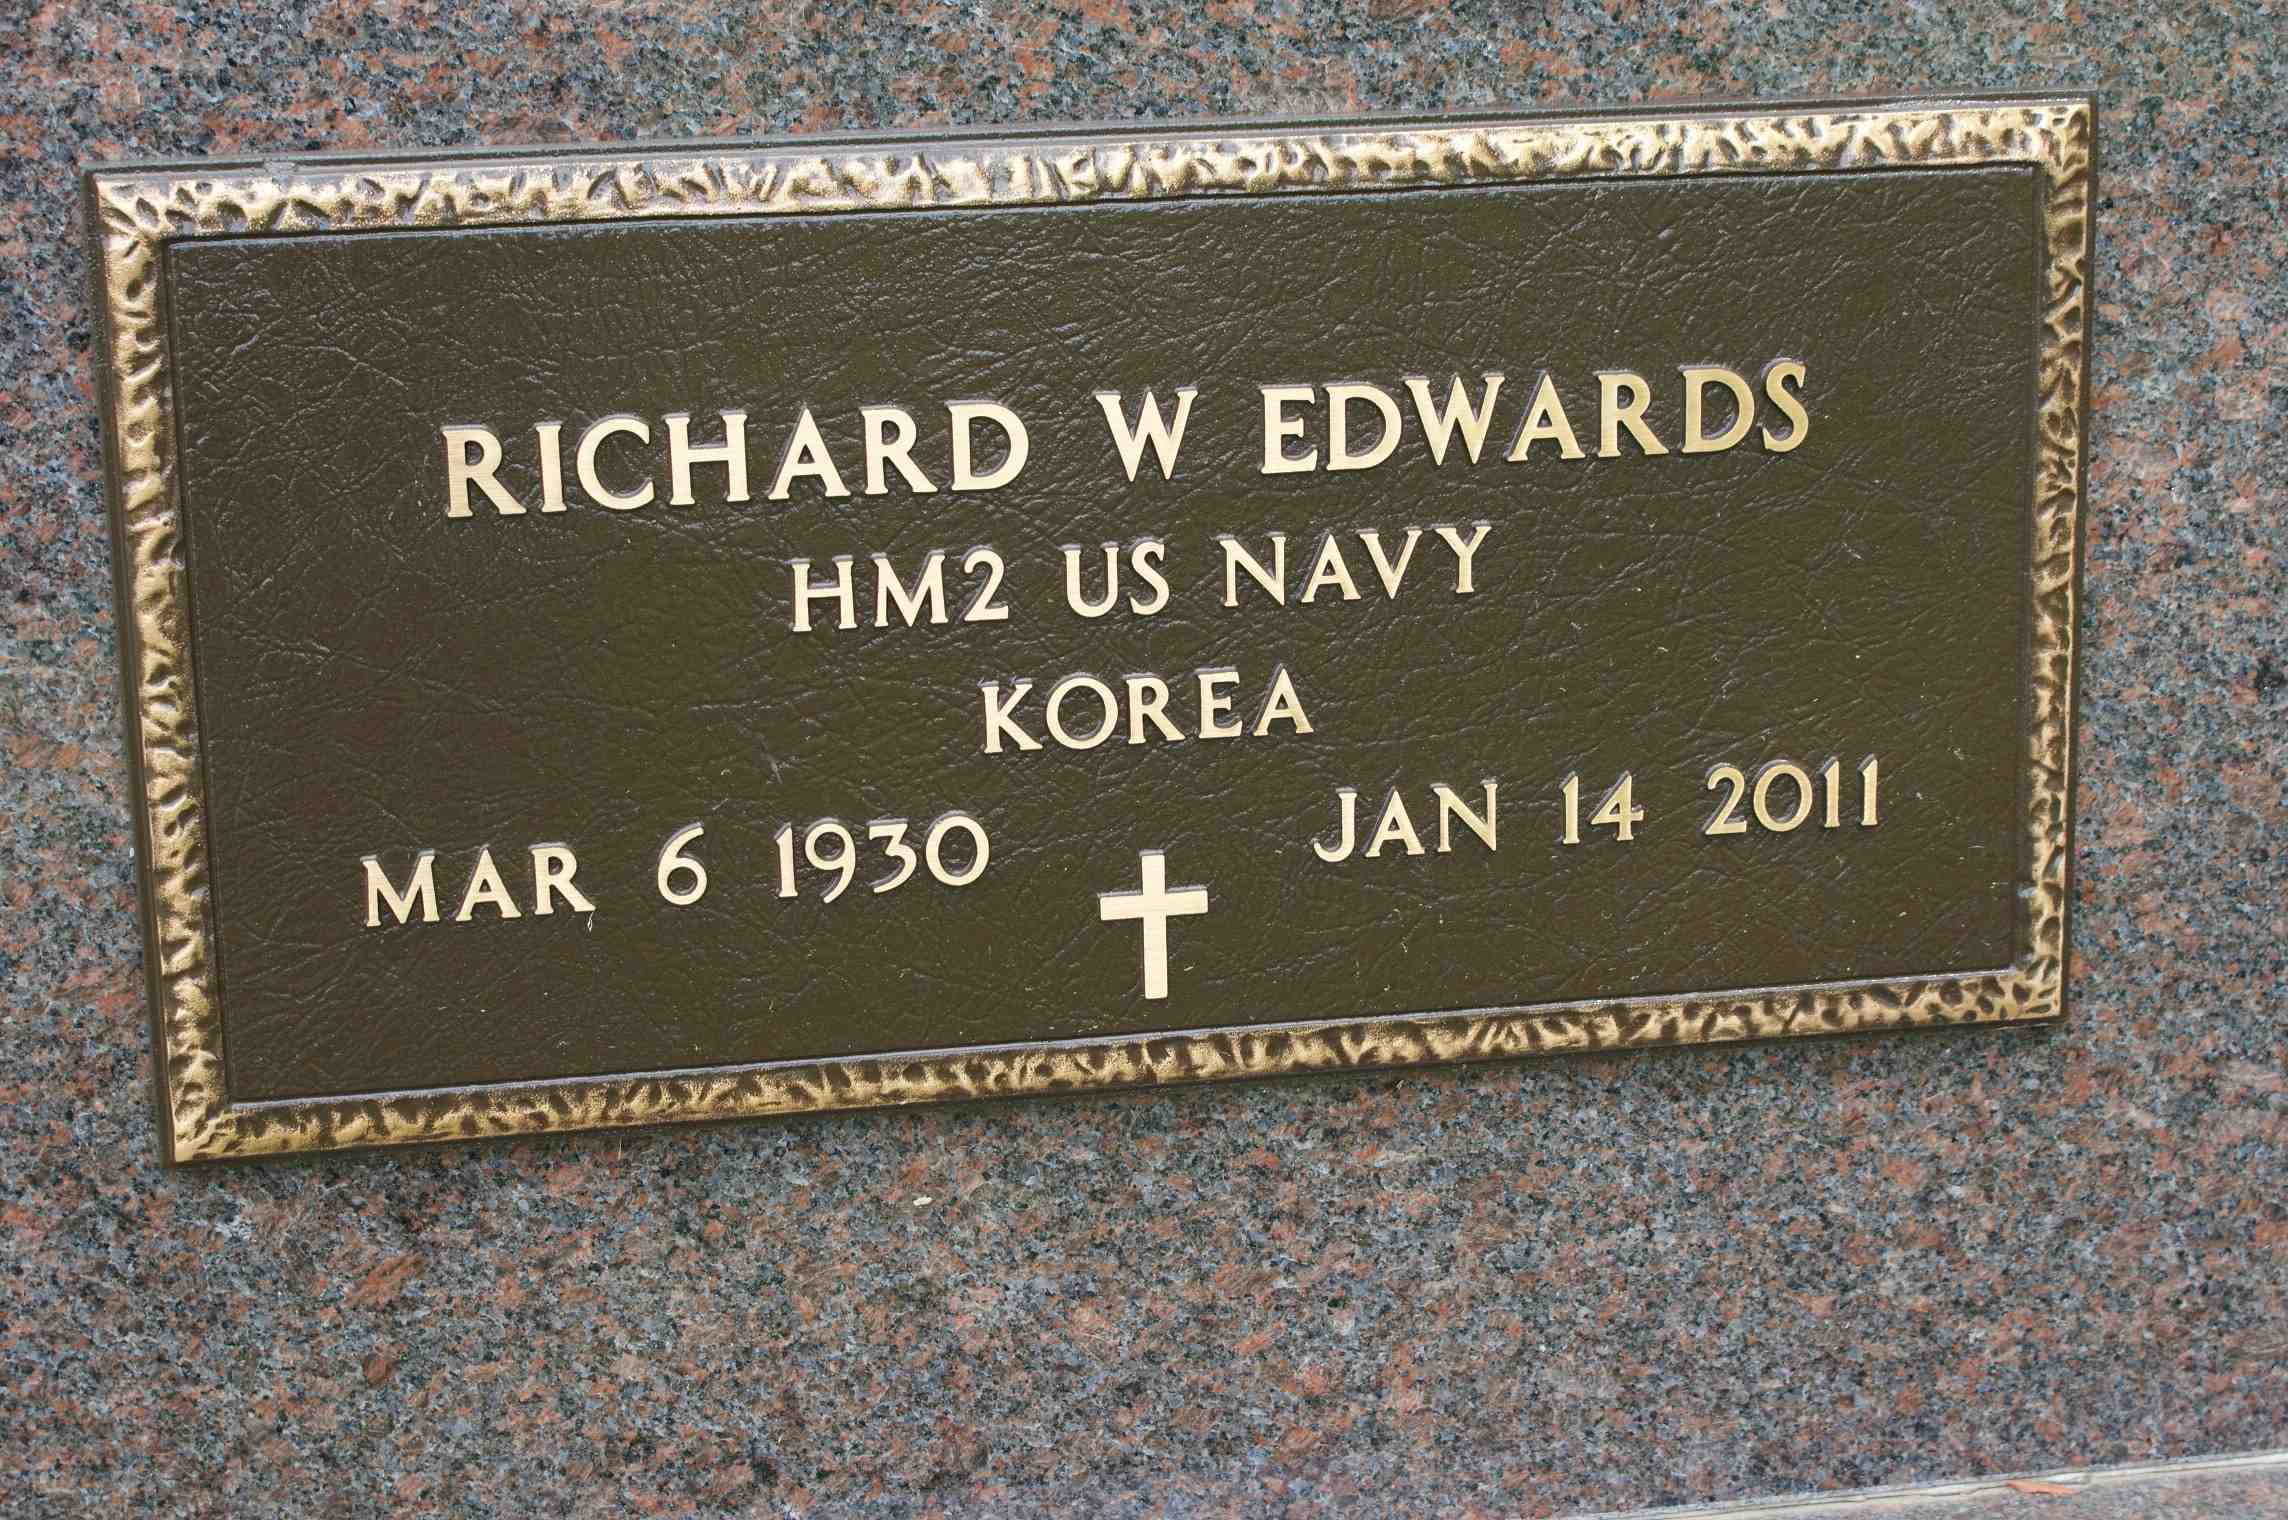 RICHARD W EDWARDS
HM2 US NAVY
KOREA
MAR 6 1930 JAN 14 2011